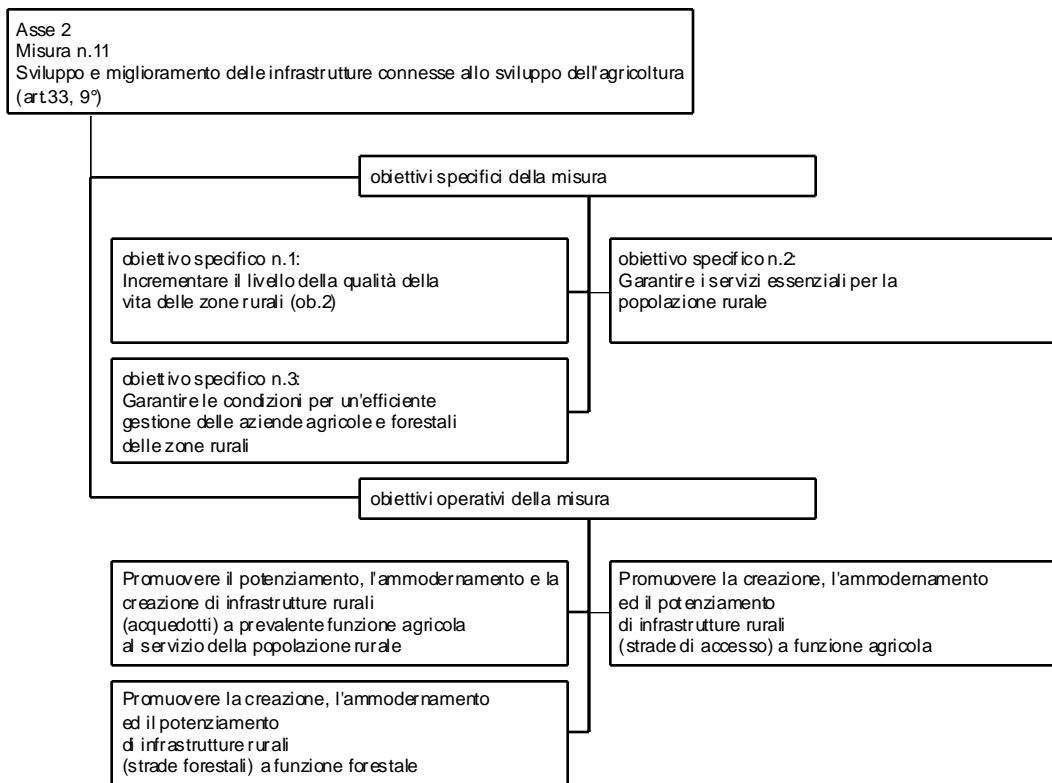 Asse 2
Misura n.11
Sviluppo e miglioramento delle infrastrutture connesse allo sviluppo dell'agricoltura
(art.33, 9°)
obiettivi specifici della misura
obiettivo specifico n.1:
Incrementare il livello della qualità della
vita delle zone rurali (ob.2)
obiettivo specifico n.2:
Garantire i servizi essenziali per la
popolazione rurale
obiettivo specifico n.3:
Garantire le condizioni per un'efficiente
gestione delle aziende agricole e forestali
delle zone rurali
obiettivi operativi della misura
Promuovere il potenziamento, l'ammodernamento e la
creazione di infrastrutture rurali
(acquedotti) a prevalente funzione agricola
al servizio della popolazione rurale
Promuovere la creazione, l'ammodernamento
ed il potenziamento
di infrastrutture rurali
(strade di accesso) a funzione agricola
Promuovere la creazione, l'ammodernamento
ed il potenziamento
di infrastrutture rurali
(strade forestali) a funzione forestale